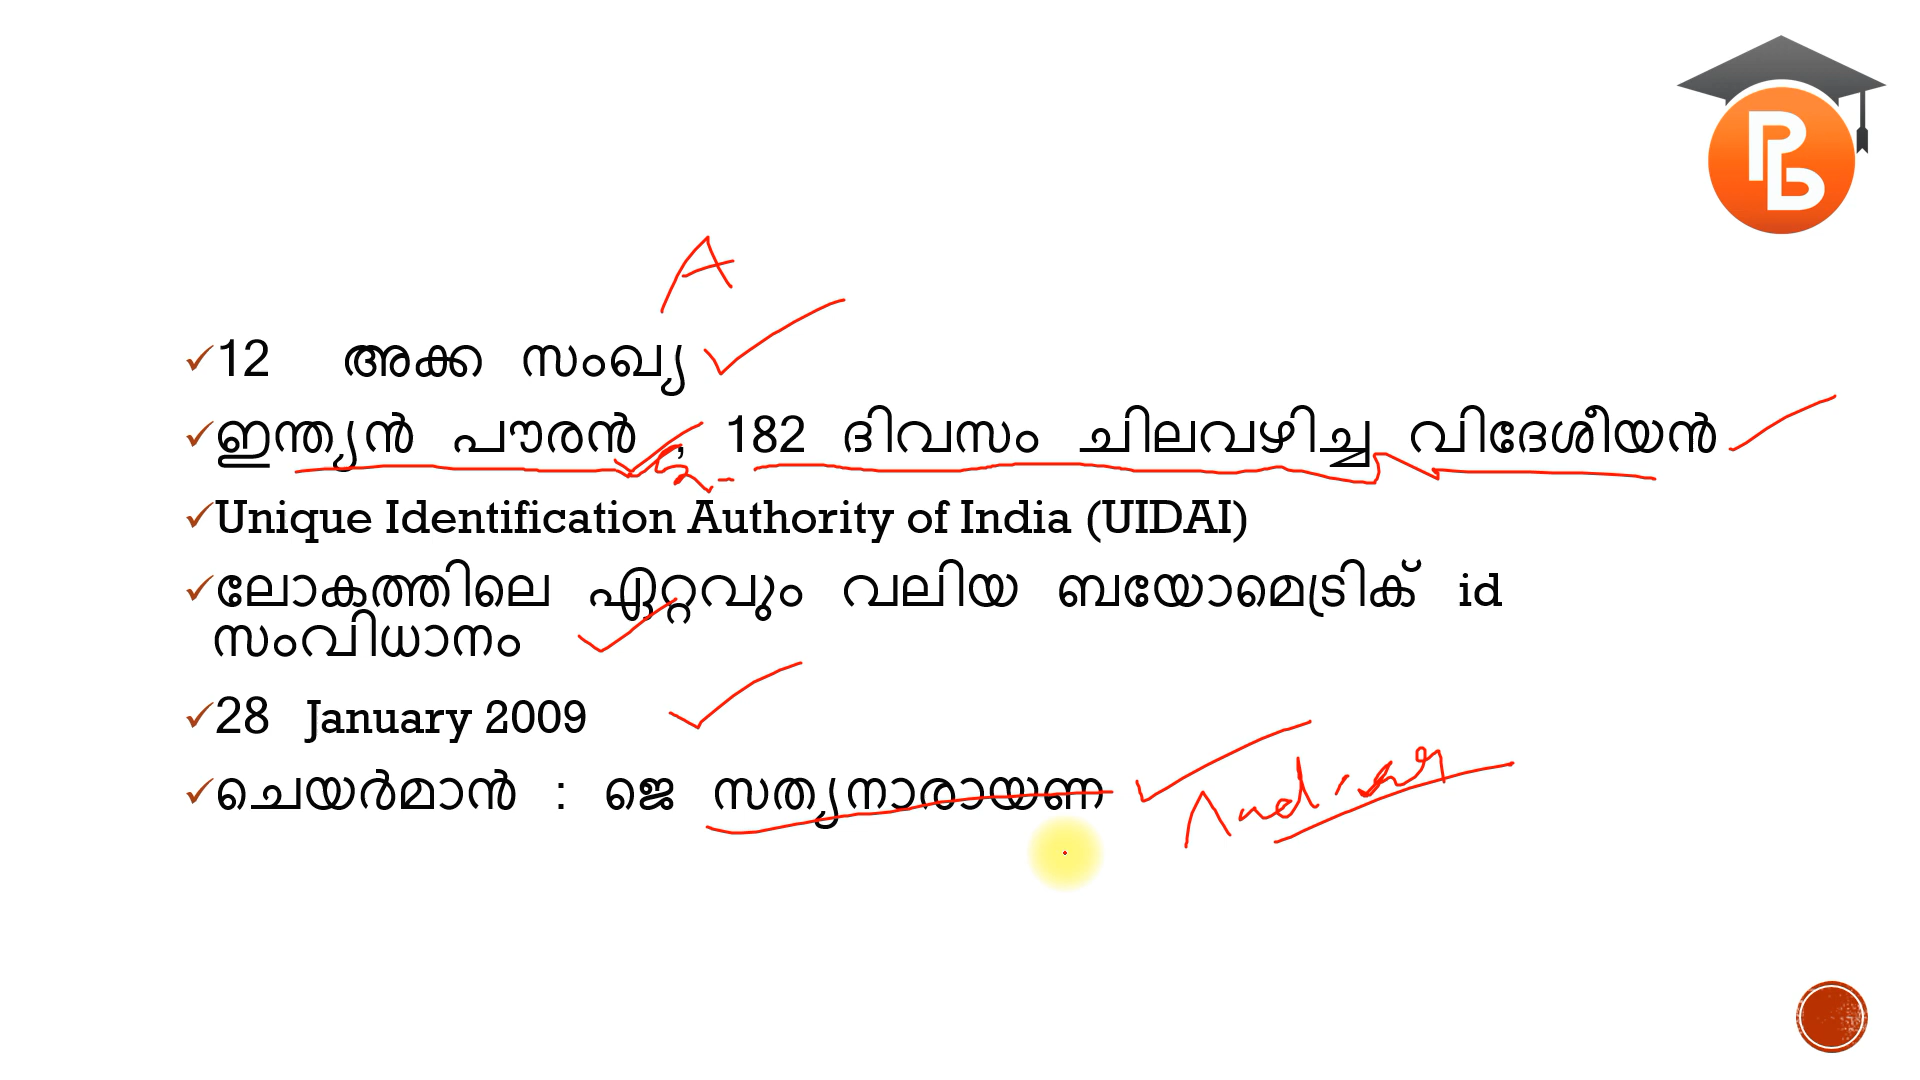 PB
A
12 അക്ക സംഖ്യ
ഇന്ത്യൻ പൗരൻ , 182 ദിവസം ചിലവഴിച്ച വിദേശീയൻ
Unique Identification Authority of India (UIDAI)
ലോകത്തിലെ ഏറ്റവും വലിയ ബയോമെട്രിക് id
സംവിധാനം
28 January 2009
ചെയർമാൻ : ജെ സത്യനാരായണ